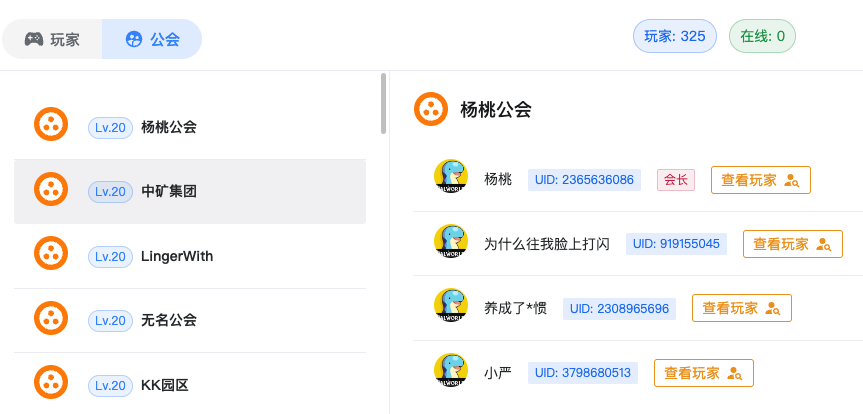 玩家 公会 玩家: 325 在线: 0
Lv.20 杨桃公会
Lv.20 中矿集团
Lv.20 LingerWith
Lv.20 无名公会
Lv.20 KK园区
杨桃公会
杨桃 UID: 2365636086 会长 查看玩家
为什么往我脸上打闪 UID: 919155045 查看玩家
养成了*惯 UID: 2308965696 查看玩家
小严 UID: 3798680513 查看玩家